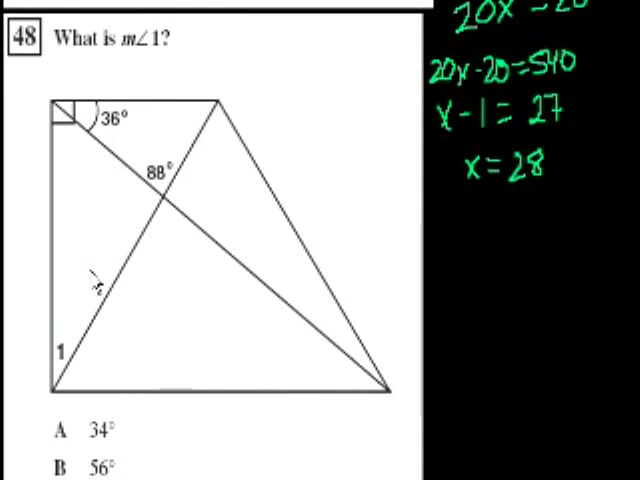 20x - 20
48 What is m∠1?
20x-20=540
36°
x-1=27
88°
x=28
1
A 34°
B 56°